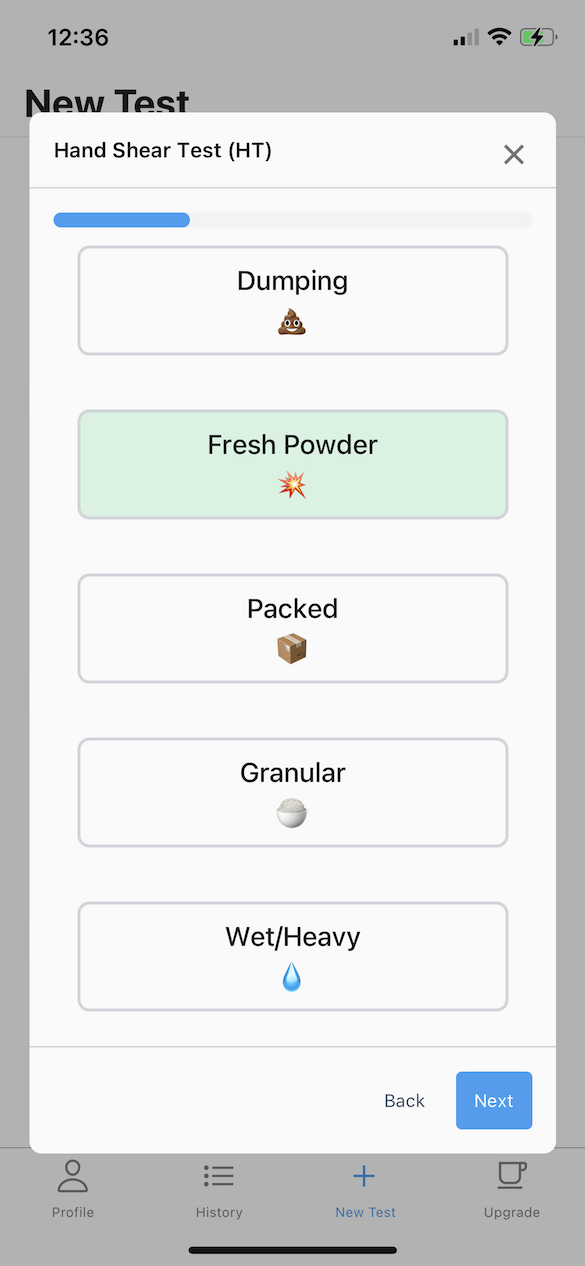 12:36
New Test
Hand Shear Test (HT)
Dumping
Fresh Powder
Packed
Granular
Wet/Heavy
Back
Next
Profile
History
New Test
Upgrade